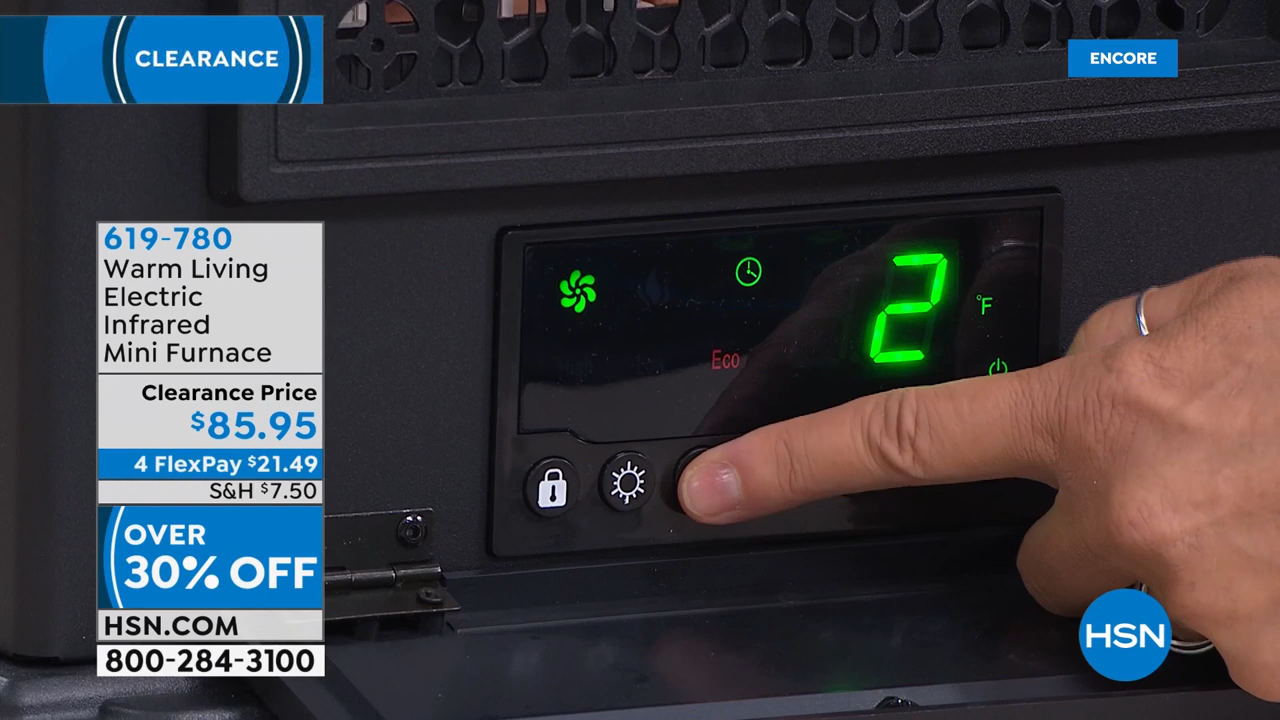 CLEARANCE
ENCORE
619-780
Warm Living
Electric
Infrared
Mini Furnace
Clearance Price
$85.95
4 FlexPay $21.49
S&H $7.50
OVER
30% OFF
HSN.COM
800-284-3100
2
°F
Eco
HSN